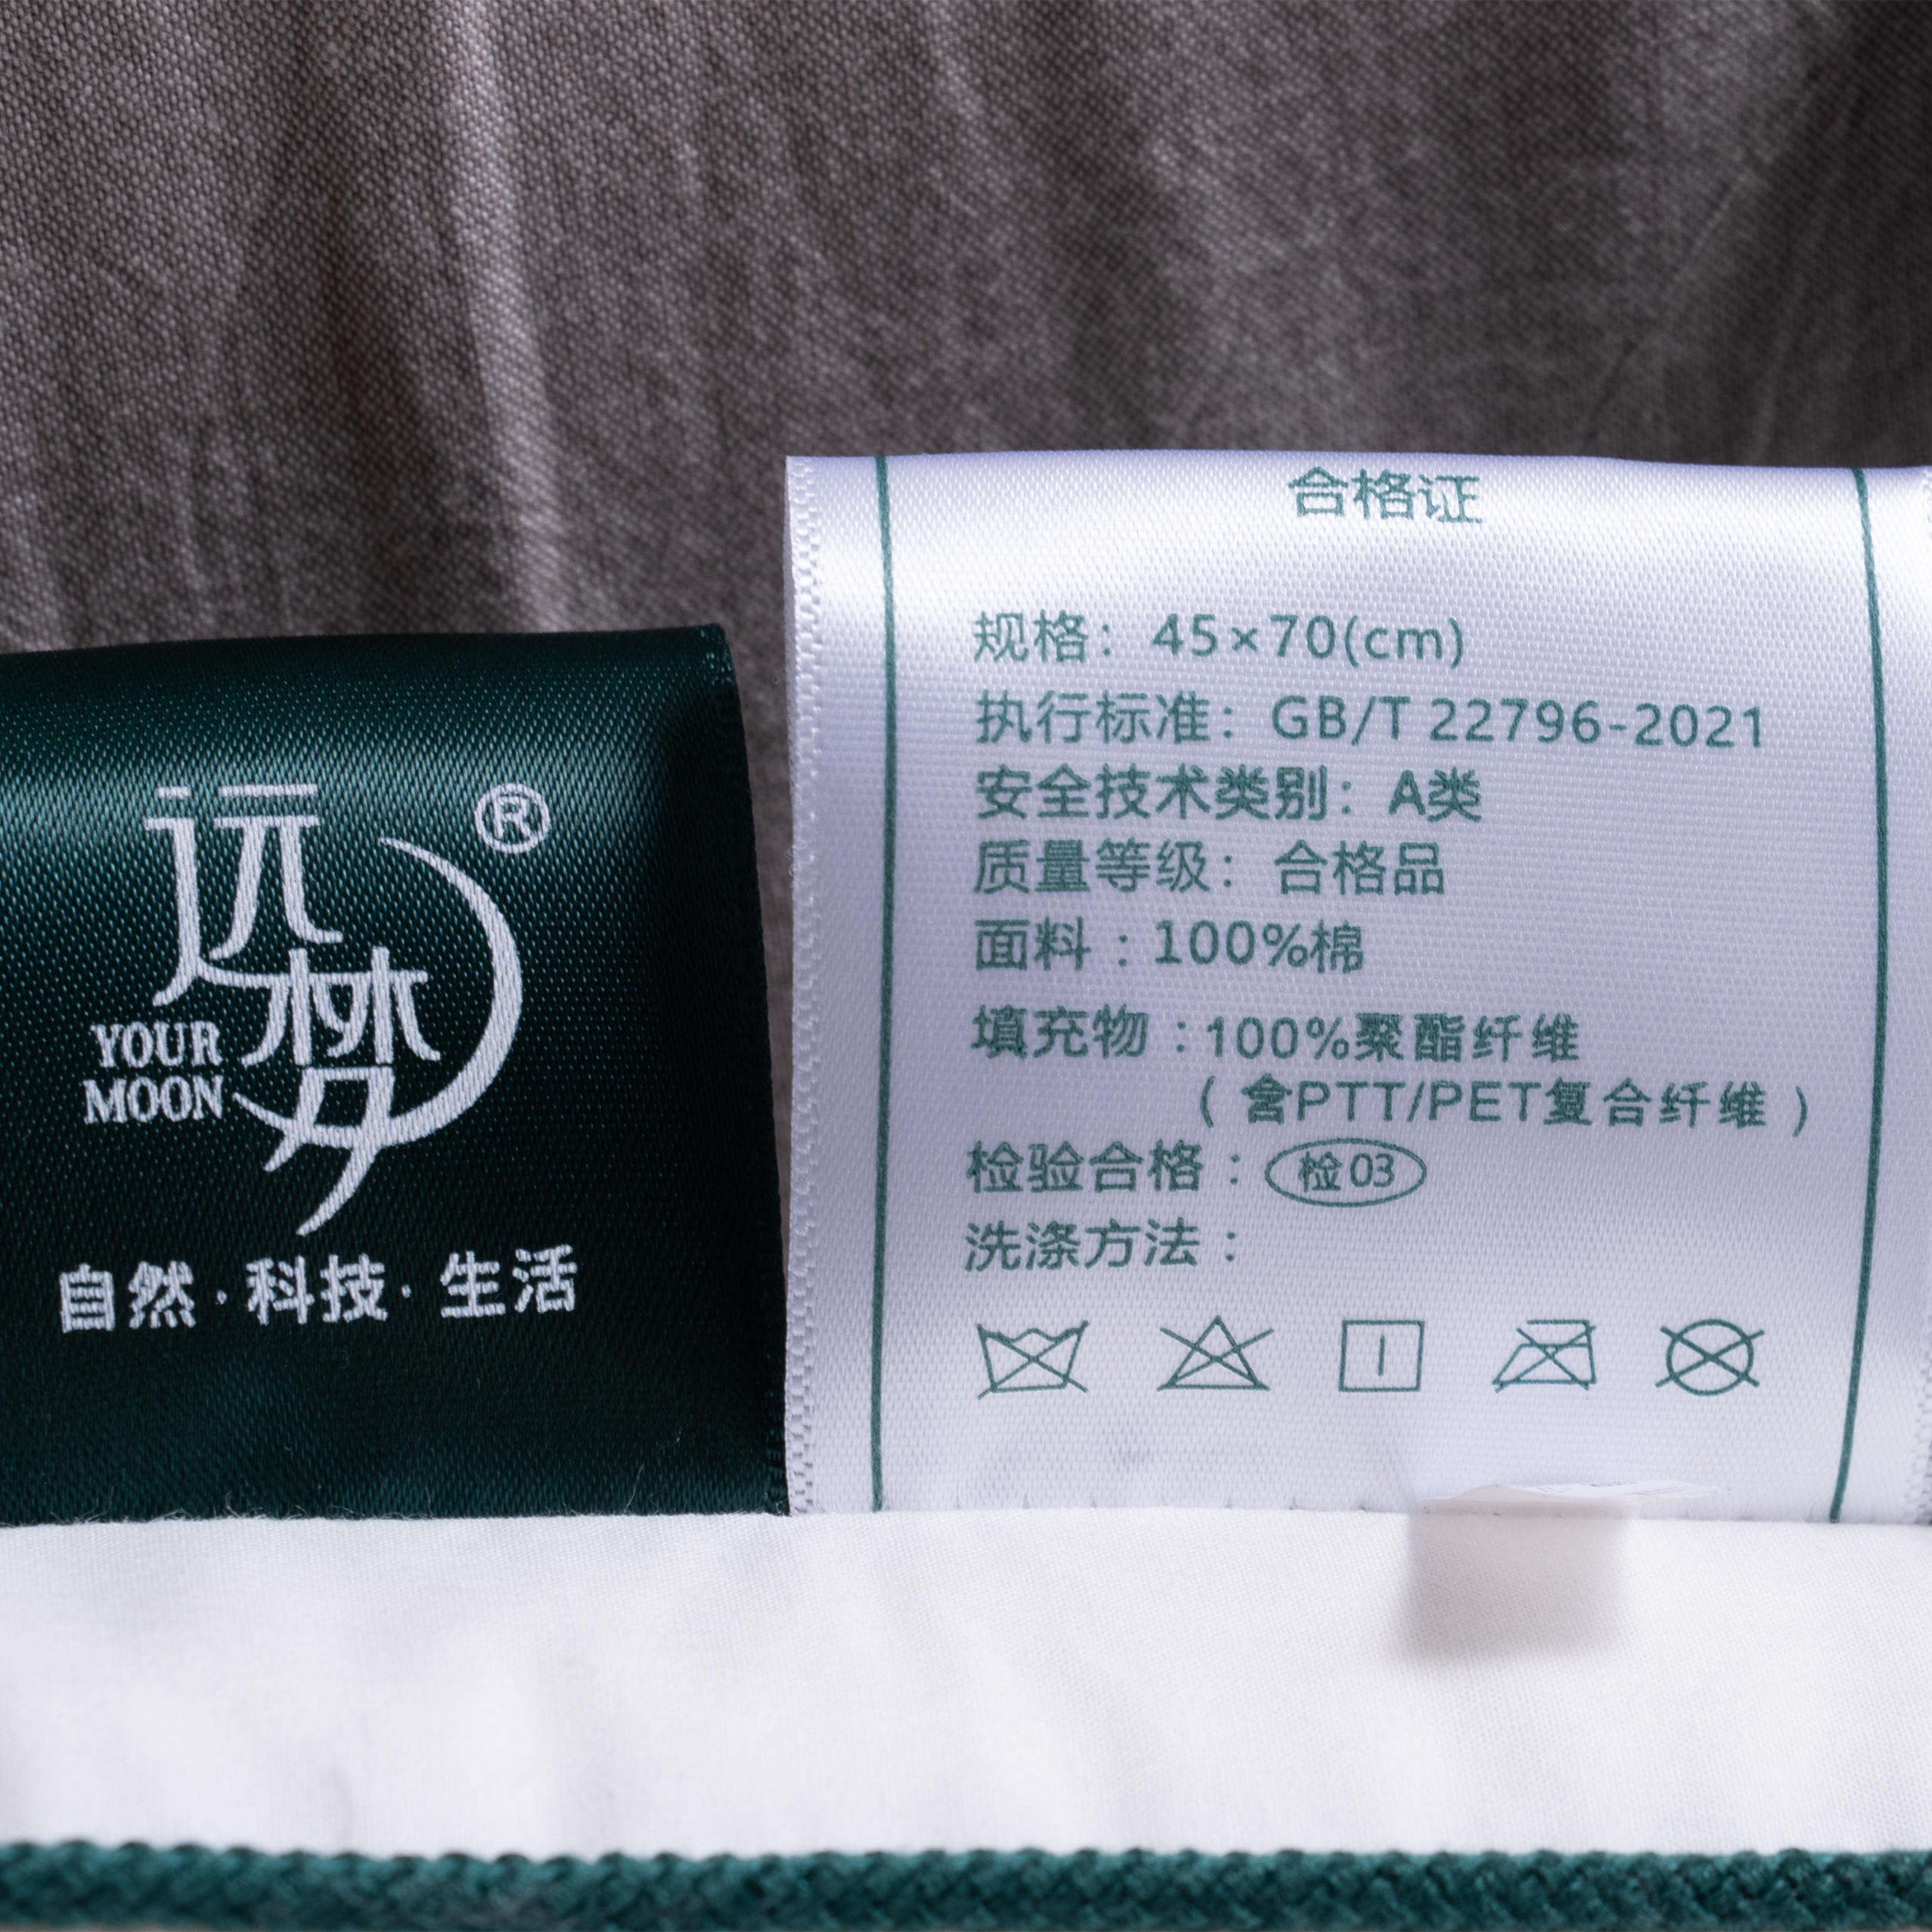 远梦®
YOUR
MOON
自然·科技·生活
合格证
规格：45×70(cm)
执行标准：GB/T 22796-2021
安全技术类别：A类
质量等级：合格品
面料：100%棉
填充物：100%聚酯纤维
（含PTT/PET复合纤维）
检验合格：检03
洗涤方法：